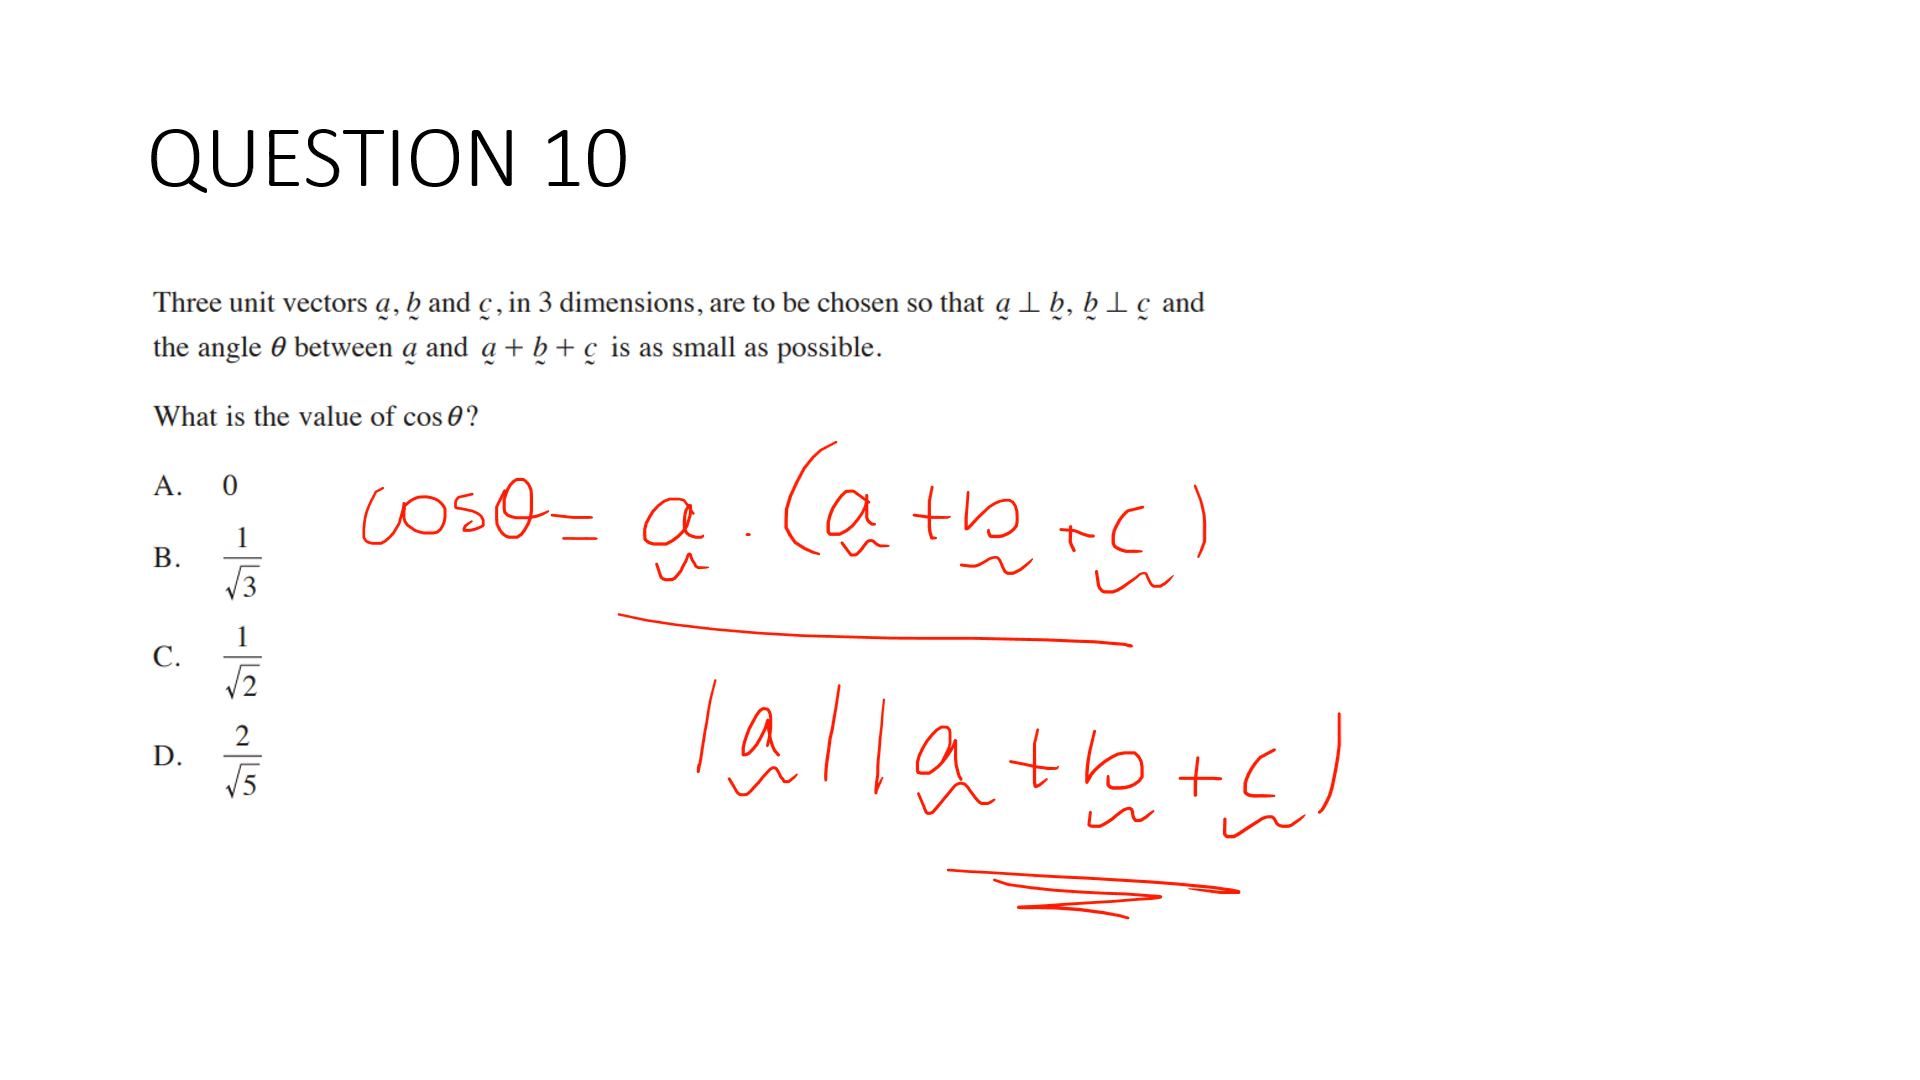 QUESTION 10
Three unit vectors a̰, b̰ and c̰, in 3 dimensions, are to be chosen so that a̰ ⊥ b̰, b̰ ⊥ c̰ and
the angle θ between a̰ and a̰ + b̰ + c̰ is as small as possible.
What is the value of cos θ?
A. 0
B. 1/√3
C. 1/√2
D. 2/√5
cosθ = a̰ · (a̰ + b̰ + c̰)
|a̰||a̰ + b̰ + c̰|